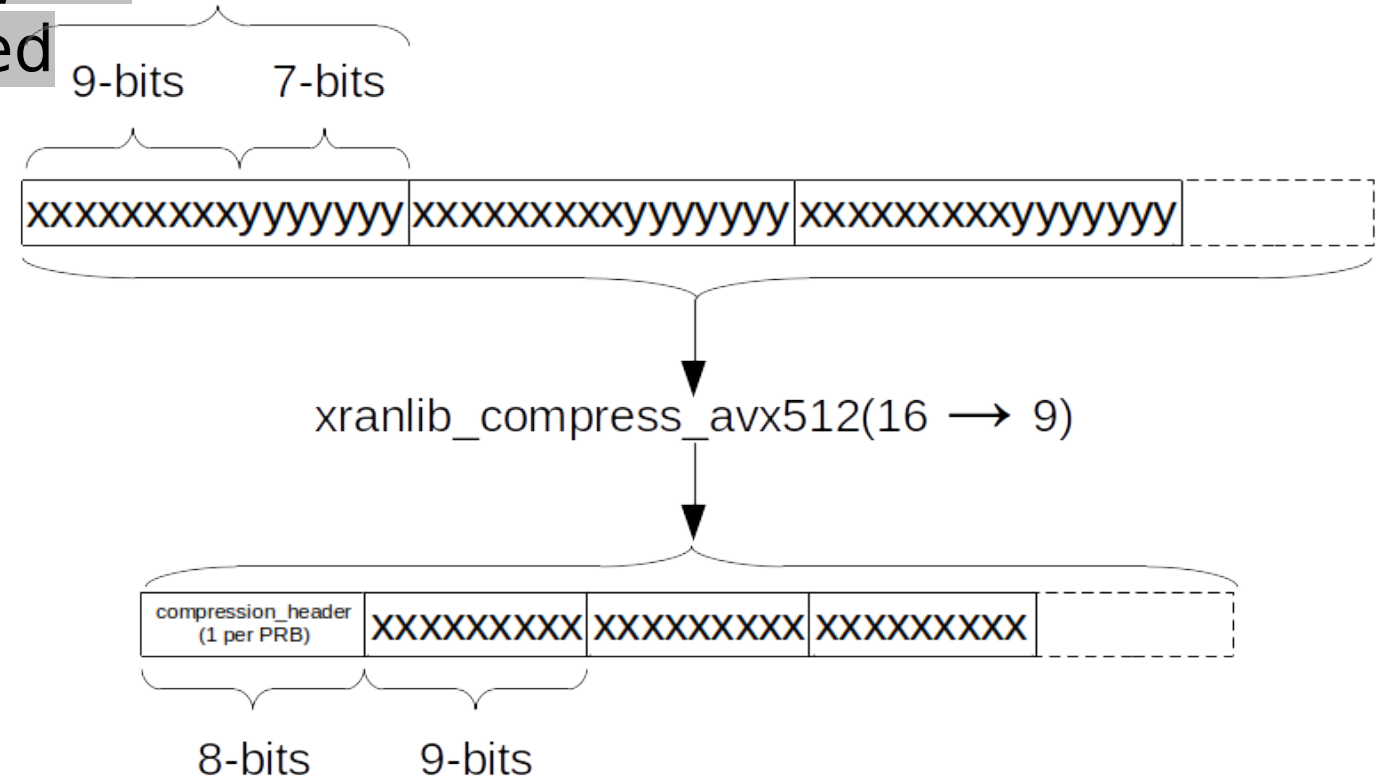 ed
9-bits 7-bits
xxxxxxxxxyyyyyyy xxxxxxxxxyyyyyyy xxxxxxxxxyyyyyyy
xranlib_compress_avx512(16 → 9)
compression_header
(1 per PRB)
xxxxxxxxx xxxxxxxxx xxxxxxxxx
8-bits 9-bits